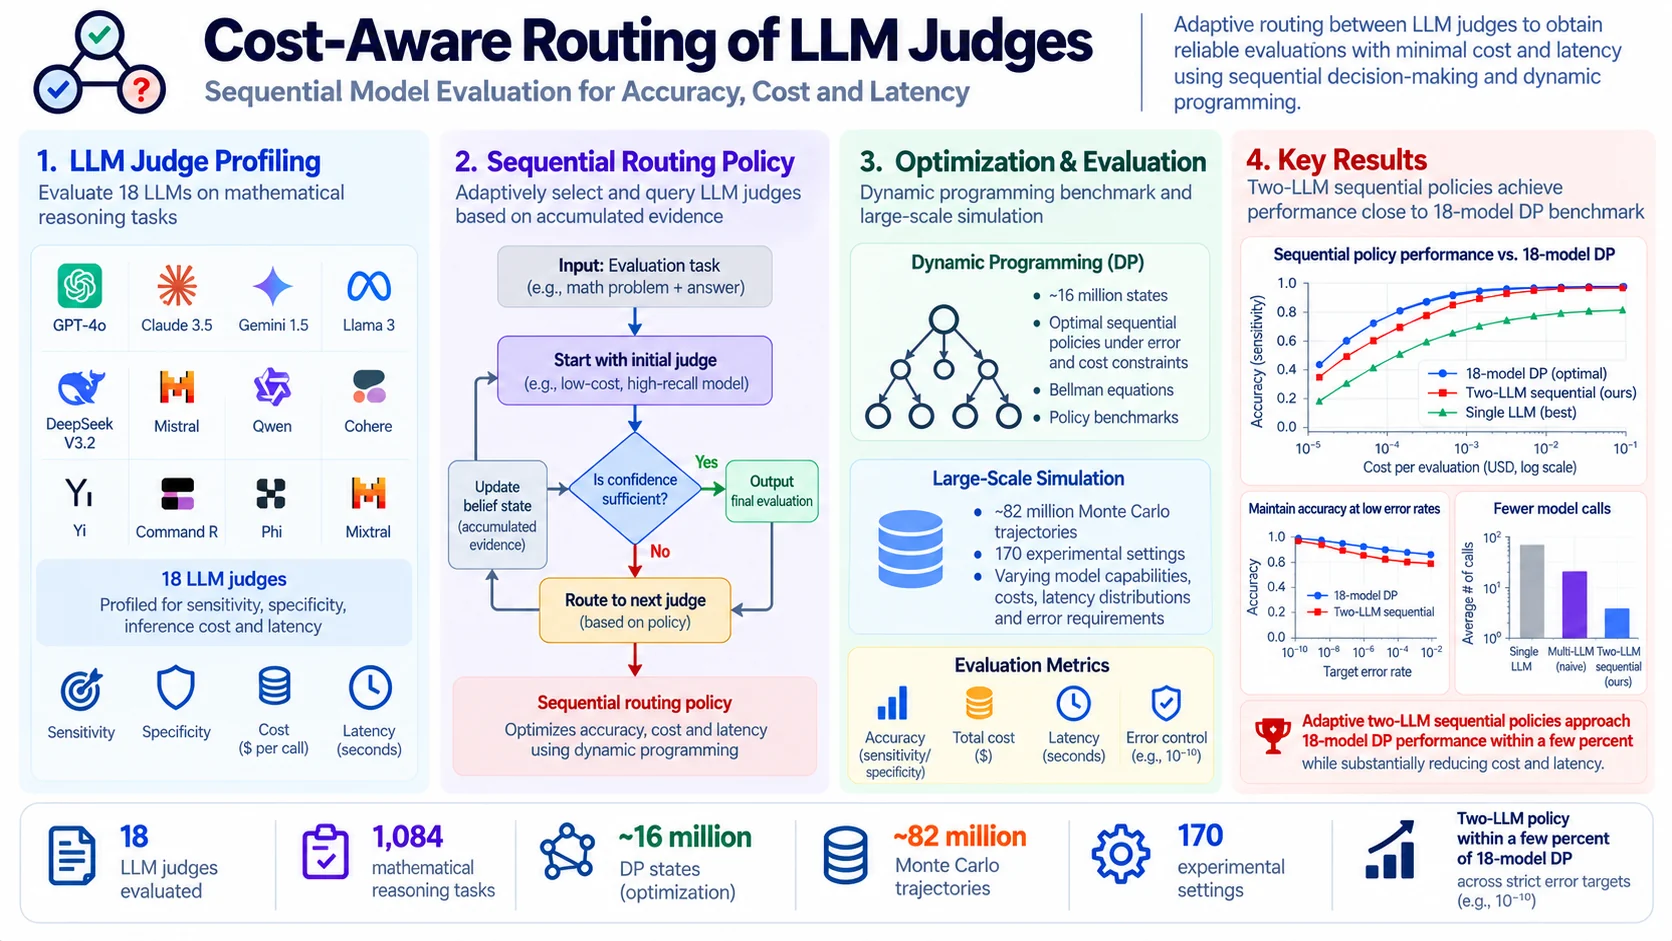 Cost-Aware Routing of LLM Judges
Sequential Model Evaluation for Accuracy, Cost and Latency
Adaptive routing between LLM judges to obtain
reliable evaluations with minimal cost and latency
using sequential decision-making and dynamic
programming.
1. LLM Judge Profiling
Evaluate 18 LLMs on mathematical
reasoning tasks
GPT-4o
Claude 3.5
Gemini 1.5
Llama 3
DeepSeek
V3.2
Mistral
Qwen
Cohere
Yi
Command R
Phi
Mixtral
18 LLM judges
Profiled for sensitivity, specificity,
inference cost and latency
Sensitivity
Specificity
Cost
($ per call)
Latency
(seconds)
2. Sequential Routing Policy
Adaptively select and query LLM judges
based on accumulated evidence
Input: Evaluation task
(e.g., math problem + answer)
Start with initial judge
(e.g., low-cost, high-recall model)
Is confidence
sufficient?
Yes
Output
final evaluation
Update
belief state
(accumulated
evidence)
No
Route to next judge
(based on policy)
Sequential routing policy
Optimizes accuracy, cost and latency
using dynamic programming
3. Optimization & Evaluation
Dynamic programming benchmark and
large-scale simulation
Dynamic Programming (DP)
• ~16 million states
• Optimal sequential
policies under error
and cost constraints
• Bellman equations
• Policy benchmarks
Large-Scale Simulation
• ~82 million Monte Carlo
trajectories
• 170 experimental settings
• Varying model capabilities,
costs, latency distributions
and error requirements
Evaluation Metrics
Accuracy
(sensitivity/
specificity)
Total cost
($)
Latency
(seconds)
Error control
(e.g., 10⁻¹⁰)
4. Key Results
Two-LLM sequential policies achieve
performance close to 18-model DP benchmark
Sequential policy performance vs. 18-model DP
Accuracy (sensitivity)
1.0
0.8
0.6
0.4
0.2
0.0
18-model DP (optimal)
Two-LLM sequential (ours)
Single LLM (best)
10⁻⁵ 10⁻⁴ 10⁻³ 10⁻² 10⁻¹
Cost per evaluation (USD, log scale)
Maintain accuracy at low error rates
Accuracy
1.0
0.8
0.4
0.2
0.0
18-model DP
Two-LLM sequential
10⁻¹⁰ 10⁻⁸ 10⁻⁶ 10⁻⁴ 10⁻²
Target error rate
Fewer model calls
Average # of calls
10²
10¹
10⁰
Single
LLM
Multi-LLM
(naive)
Two-LLM
sequential
(ours)
Adaptive two-LLM sequential policies approach
18-model DP performance within a few percent
while substantially reducing cost and latency.
18
LLM judges
evaluated
1,084
mathematical
reasoning tasks
~16 million
DP states
(optimization)
~82 million
Monte Carlo
trajectories
170
experimental
settings
Two-LLM policy
within a few percent
of 18-model DP
across strict error targets
(e.g., 10⁻¹⁰)